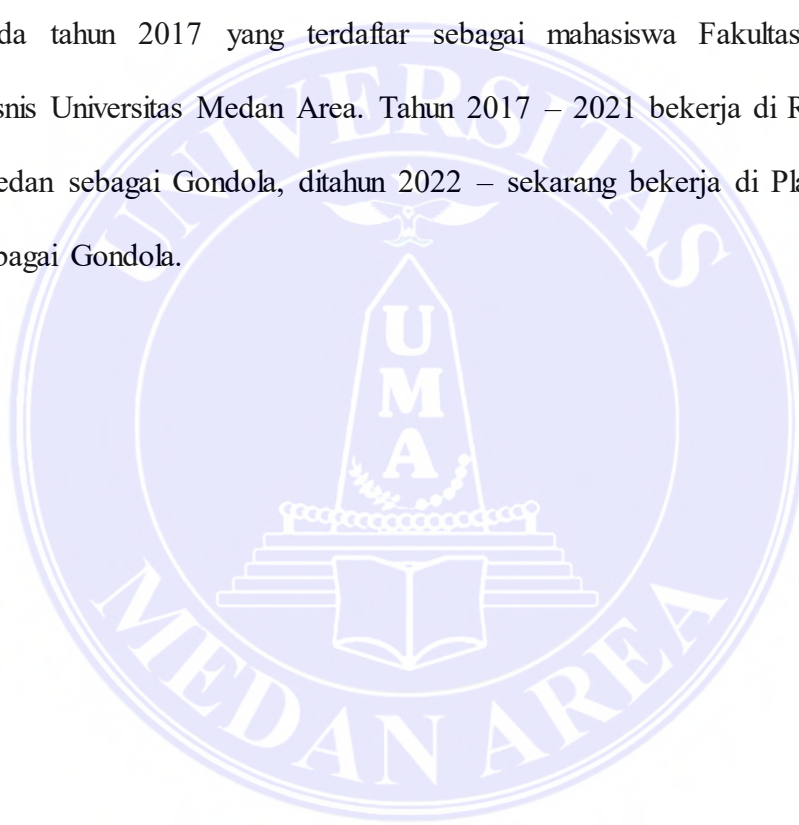 da tahun 2017 yang terdaftar sebagai mahasiswa Fakultas
snis Universitas Medan Area. Tahun 2017 – 2021 bekerja di R
edan sebagai Gondola, ditahun 2022 – sekarang bekerja di Pla
bagai Gondola.
UNIVERSITAS
U
M
A
MEDAN AREA